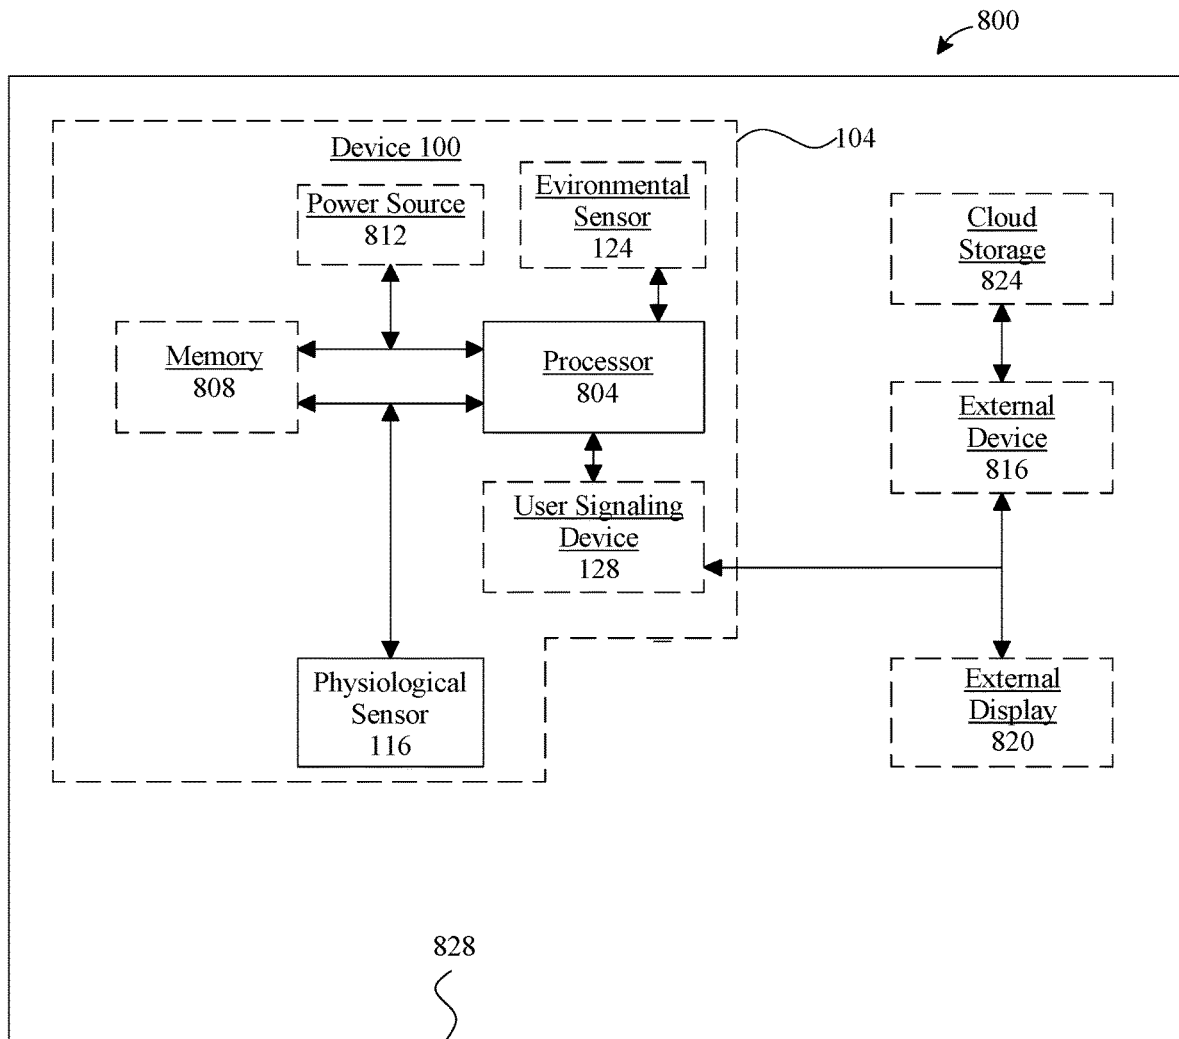 800
104
Device 100
Power Source
812
Evironmental
Sensor
124
Cloud
Storage
824
Memory
808
Processor
804
External
Device
816
User Signaling
Device
128
Physiological
Sensor
116
External
Display
820
828